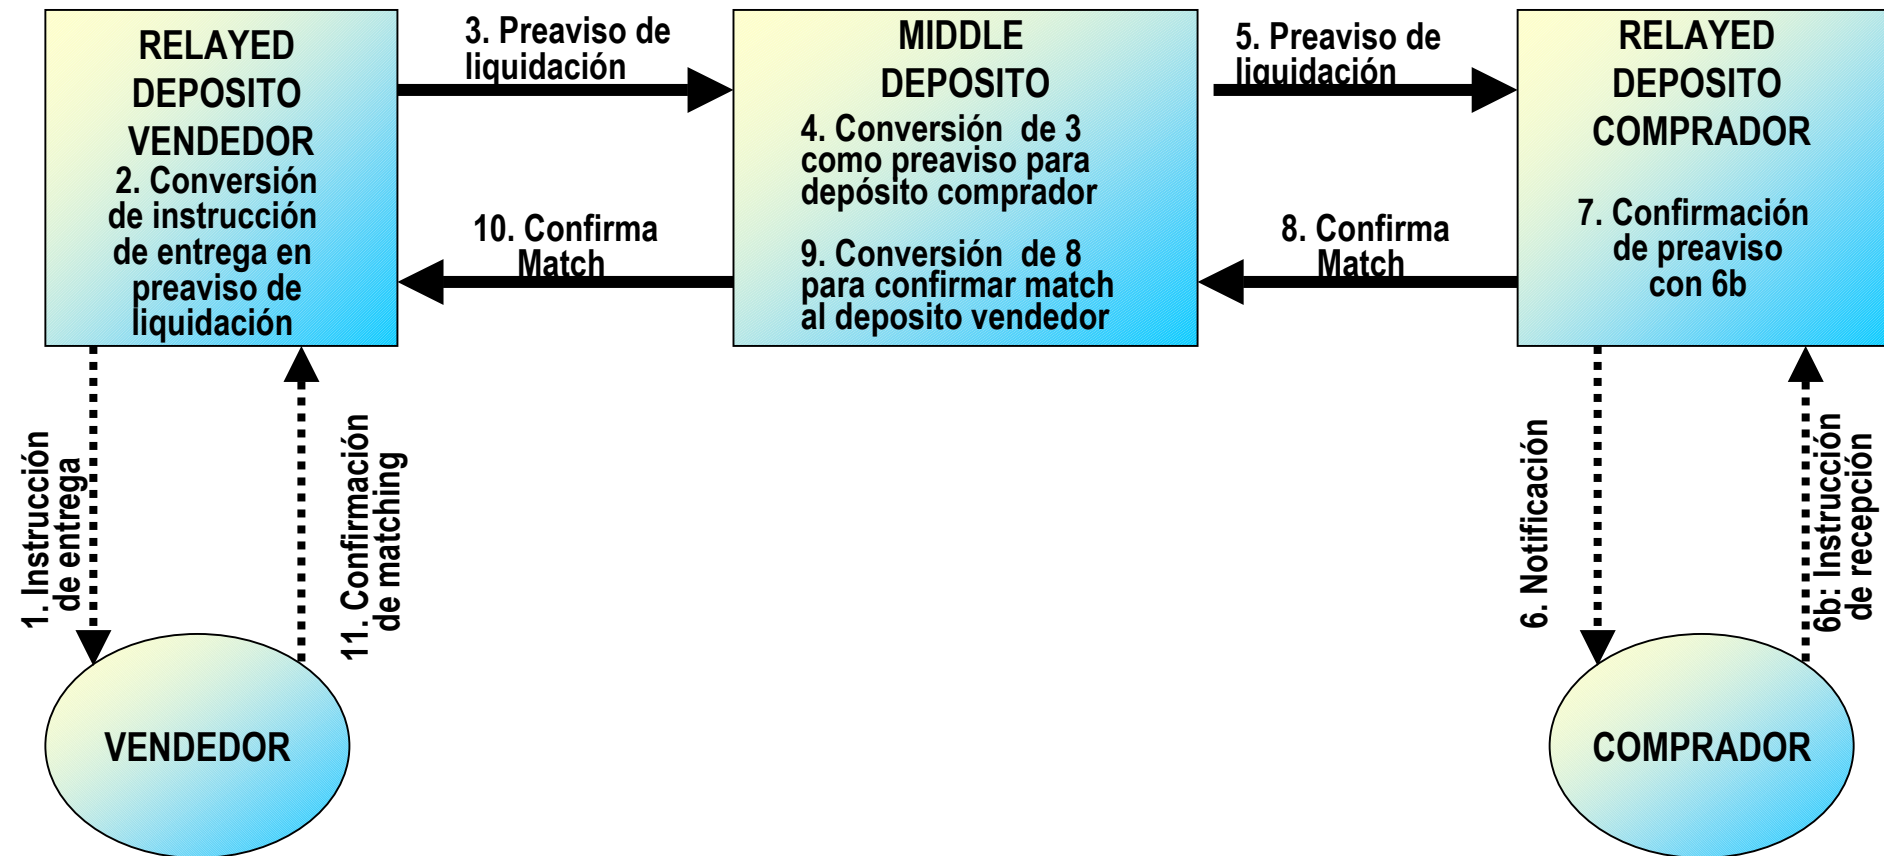 RELAYED
DEPOSITO
VENDEDOR
2. Conversión
de instrucción
de entrega en
preaviso de
liquidación
3. Preaviso de
liquidación
10. Confirma
Match
MIDDLE
DEPOSITO
4. Conversión de 3
como preaviso para
depósito comprador
9. Conversión de 8
para confirmar match
al deposito vendedor
5. Preaviso de
liquidación
8. Confirma
Match
RELAYED
DEPOSITO
COMPRADOR
7. Confirmación
de preaviso
con 6b
1. Instrucción
de entrega
11. Confirmación
de matching
6. Notificación
6b: Instrucción
de recepción
VENDEDOR
COMPRADOR